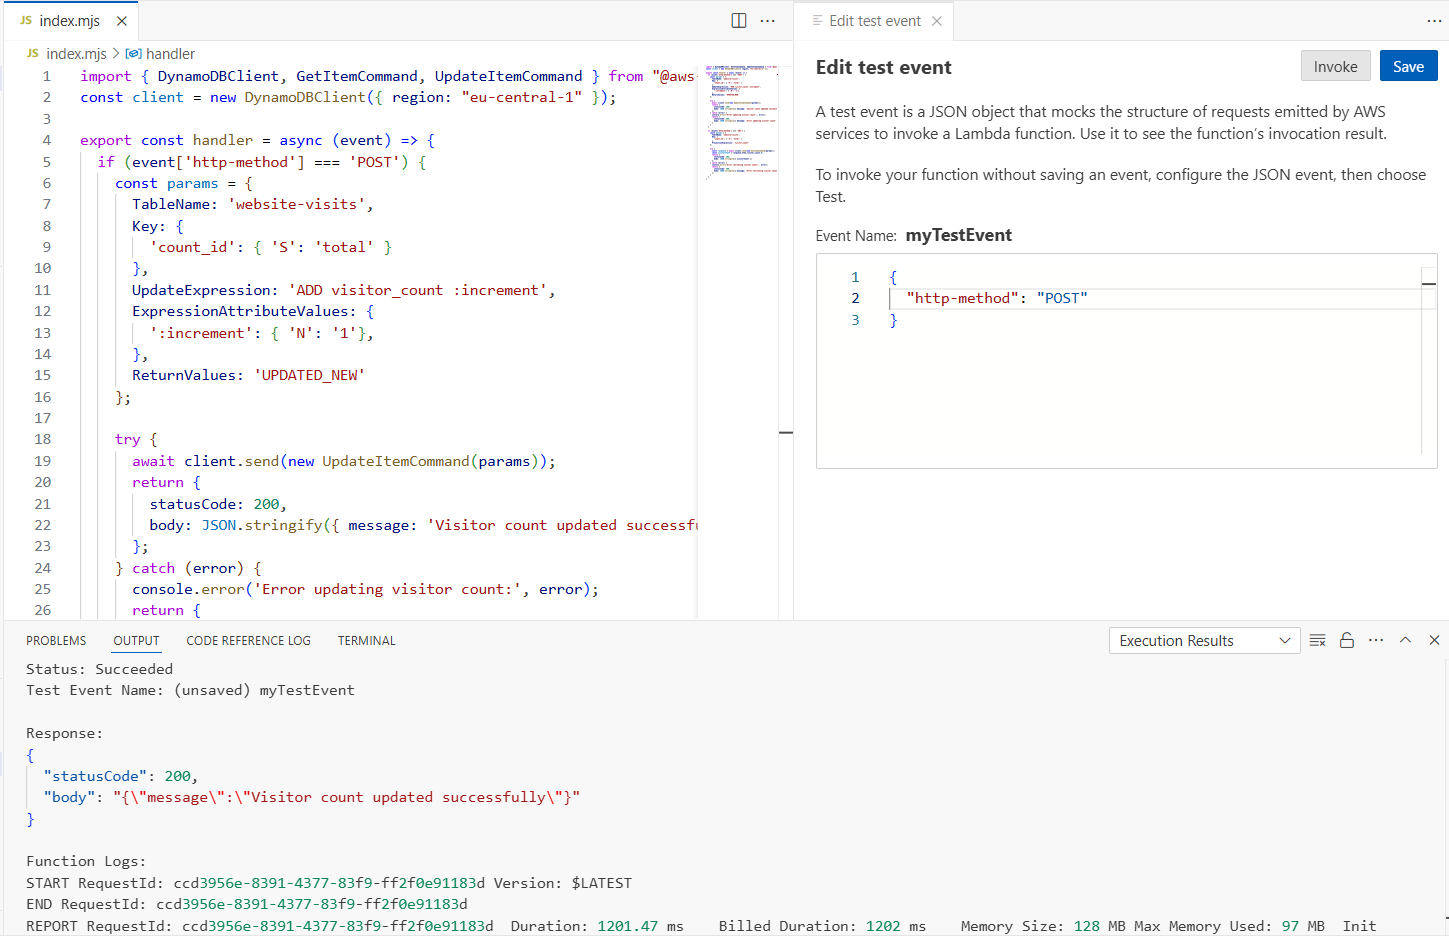 JS index.mjs
JS index.mjs > handler
1 import { DynamoDBClient, GetItemCommand, UpdateItemCommand } from "@aws-
2 const client = new DynamoDBClient({ region: "eu-central-1" });
3
4 export const handler = async (event) => {
5 if (event['http-method'] === 'POST') {
6 const params = {
7 TableName: 'website-visits',
8 Key: {
9 'count_id': { 'S': 'total' }
10 },
11 UpdateExpression: 'ADD visitor_count :increment',
12 ExpressionAttributeValues: {
13 ':increment': { 'N': '1'},
14 },
15 ReturnValues: 'UPDATED_NEW'
16 };
17
18 try {
19 await client.send(new UpdateItemCommand(params));
20 return {
21 statusCode: 200,
22 body: JSON.stringify({ message: 'Visitor count updated successfu
23 };
24 } catch (error) {
25 console.error('Error updating visitor count:', error);
26 return {
Edit test event
Edit test event
Invoke
Save
A test event is a JSON object that mocks the structure of requests emitted by AWS
services to invoke a Lambda function. Use it to see the function's invocation result.
To invoke your function without saving an event, configure the JSON event, then choose
Test.
Event Name: myTestEvent
1 {
2 "http-method": "POST"
3 }
PROBLEMS OUTPUT CODE REFERENCE LOG TERMINAL
Execution Results
Status: Succeeded
Test Event Name: (unsaved) myTestEvent
Response:
{
"statusCode": 200,
"body": "{\"message\":\"Visitor count updated successfully\"}"
}
Function Logs:
START RequestId: ccd3956e-8391-4377-83f9-ff2f0e91183d Version: $LATEST
END RequestId: ccd3956e-8391-4377-83f9-ff2f0e91183d
REPORT RequestId: ccd3956e-8391-4377-83f9-ff2f0e91183d Duration: 1201.47 ms Billed Duration: 1202 ms Memory Size: 128 MB Max Memory Used: 97 MB Init